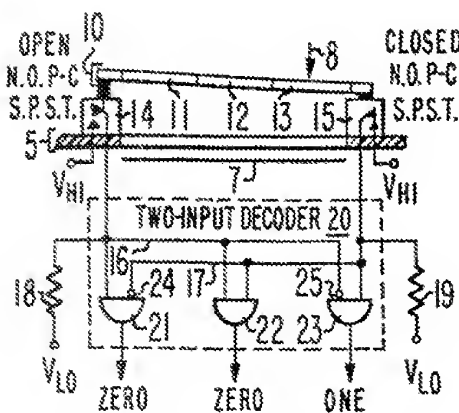 OPEN 10 8 CLOSED
N.O. P-C N.O. P-C
S.P.S.T. 14 11 12 13 15 S.P.S.T.
5
V_HI 7 V_HI
TWO-INPUT DECODER 20
16
17
18 24 25 19
21 22 23
V_LO V_LO
ZERO ZERO ONE